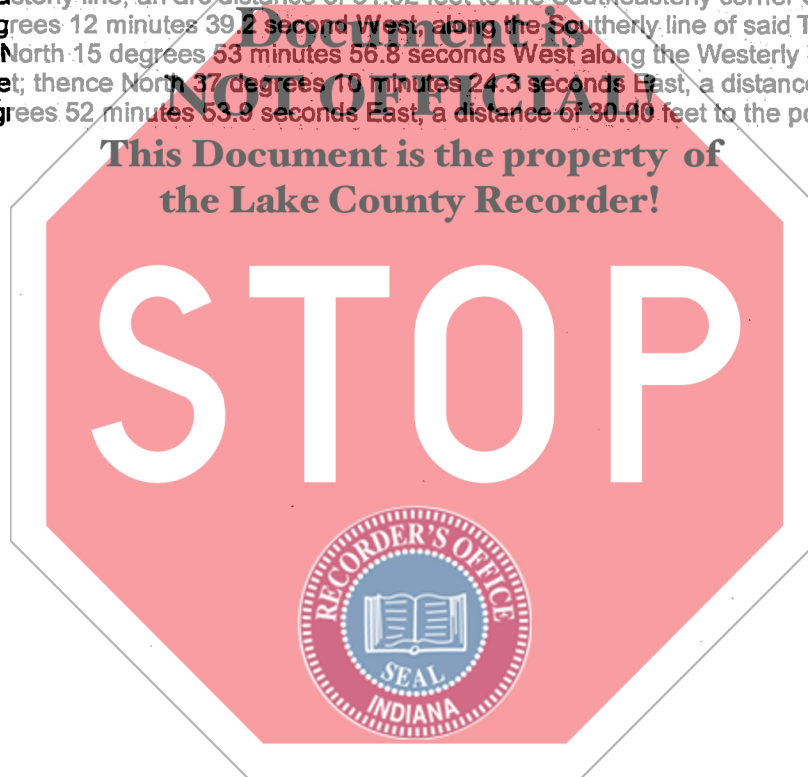 Document is
grees 12 minutes 39.2 second West, along the Southerly line of said T
North 15 degrees 53 minutes 56.8 seconds West along the Westerly
et; thence North 37 degrees 10 minutes 24.3 seconds East, a distance
NOT OFFICIAL!
grees 52 minutes 53.9 seconds East, a distance of 30.00 feet to the po
This Document is the property of
the Lake County Recorder!
STOP
RECORDER'S OFFICE
SEAL
INDIANA